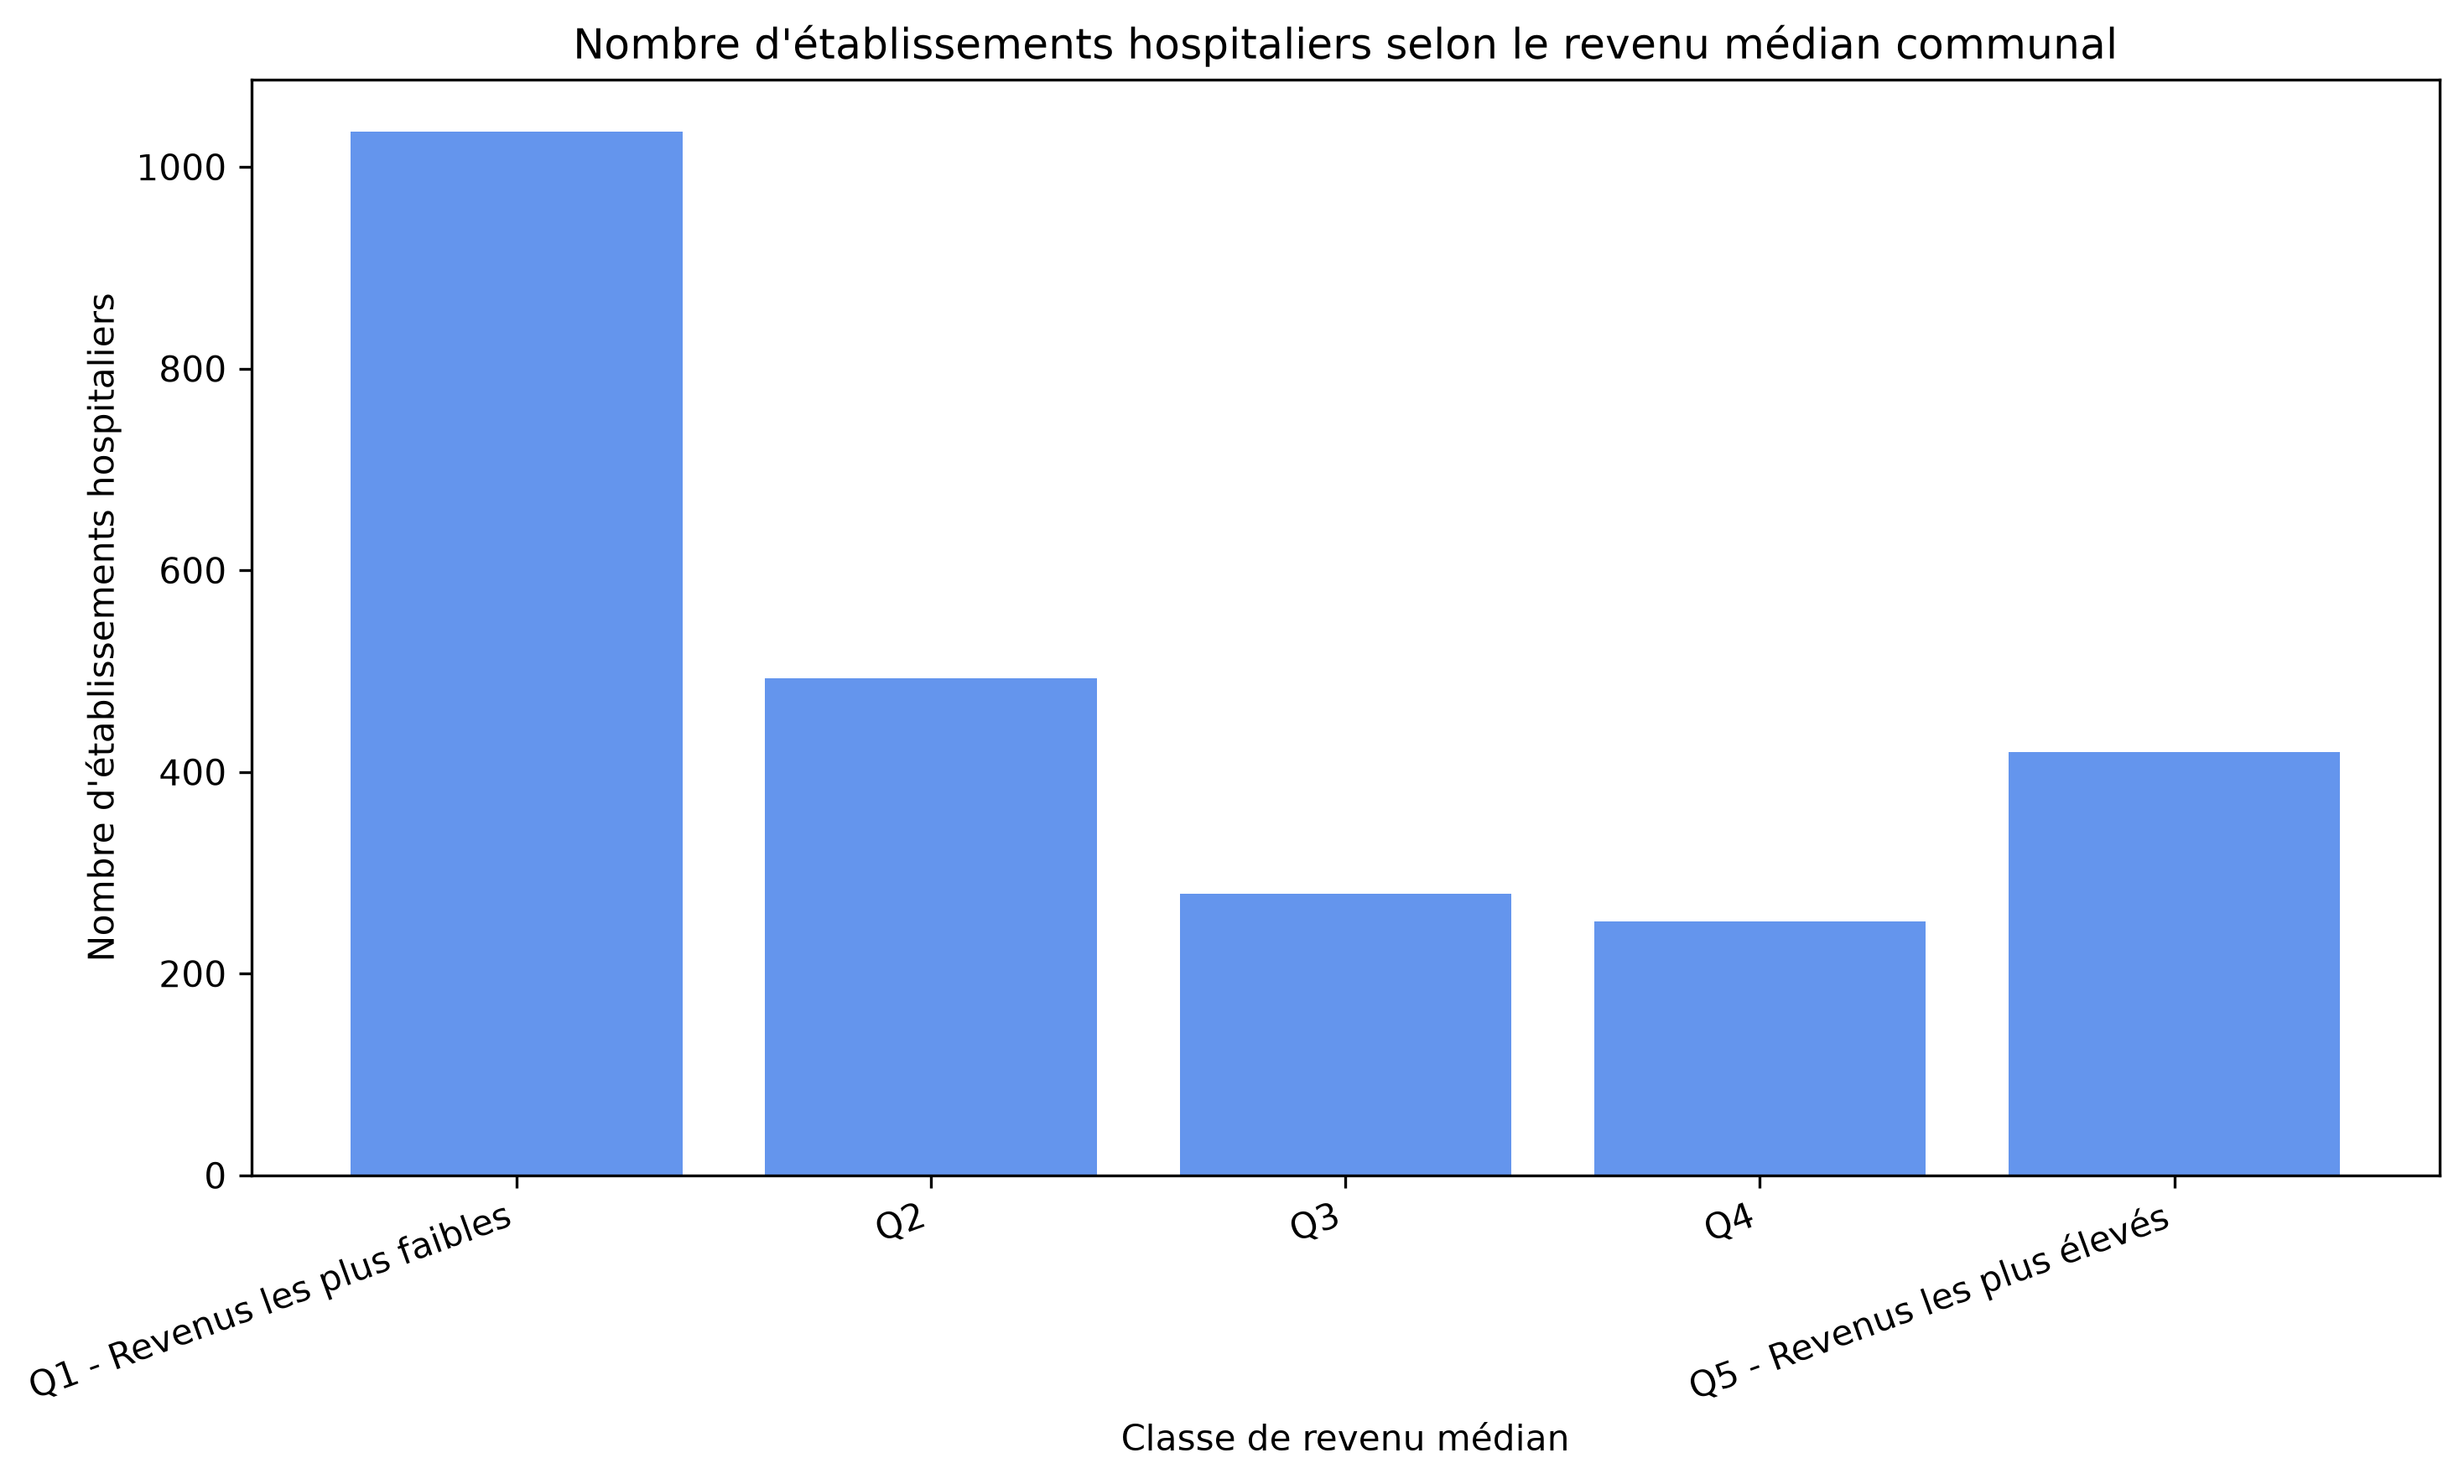 Nombre d'établissements hospitaliers selon le revenu médian communal
Nombre d'établissements hospitaliers
1000
800
600
400
200
0
Q1 - Revenus les plus faibles
Q2
Q3
Q4
Q5 - Revenus les plus élevés
Classe de revenu médian